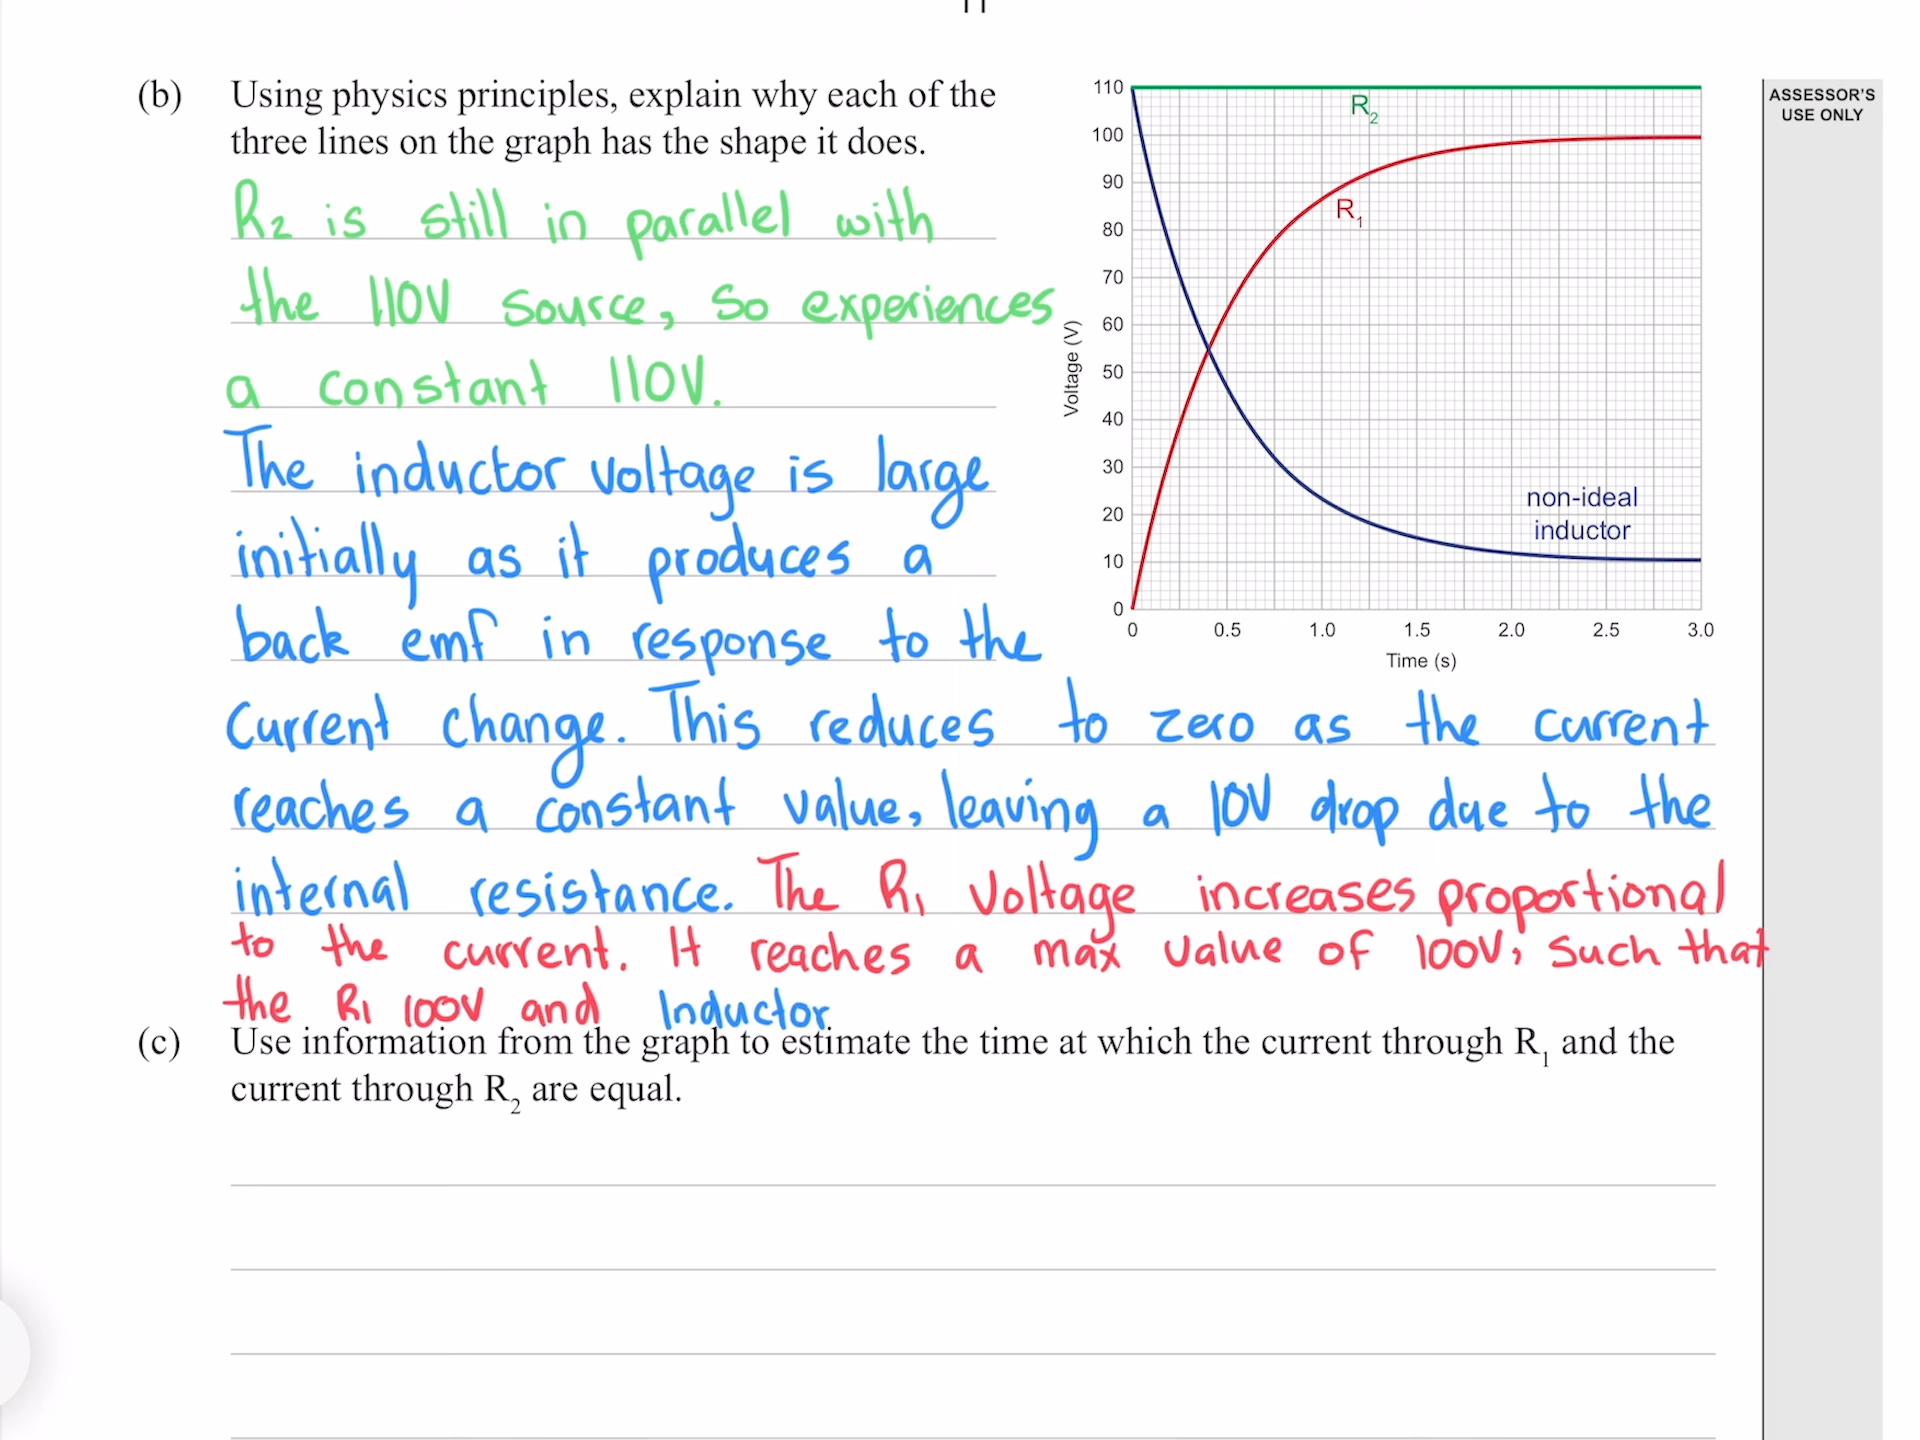 (b) Using physics principles, explain why each of the
three lines on the graph has the shape it does.
R2 is still in parallel with
the 110V source, so experiences
a constant 110V.
The inductor voltage is large
initially as it produces a
back emf in response to the
current change. This reduces to zero as the current
reaches a constant value, leaving a 10V drop due to the
internal resistance. The R1 voltage increases proportional
to the current. It reaches a max value of 100V, such that
the R1 100V and Inductor
110
100
90
80
70
60
50
40
30
20
10
0
Voltage (V)
R2
R1
non-ideal
inductor
0 0.5 1.0 1.5 2.0 2.5 3.0
Time (s)
ASSESSOR'S
USE ONLY
(c) Use information from the graph to estimate the time at which the current through R1 and the
current through R2 are equal.